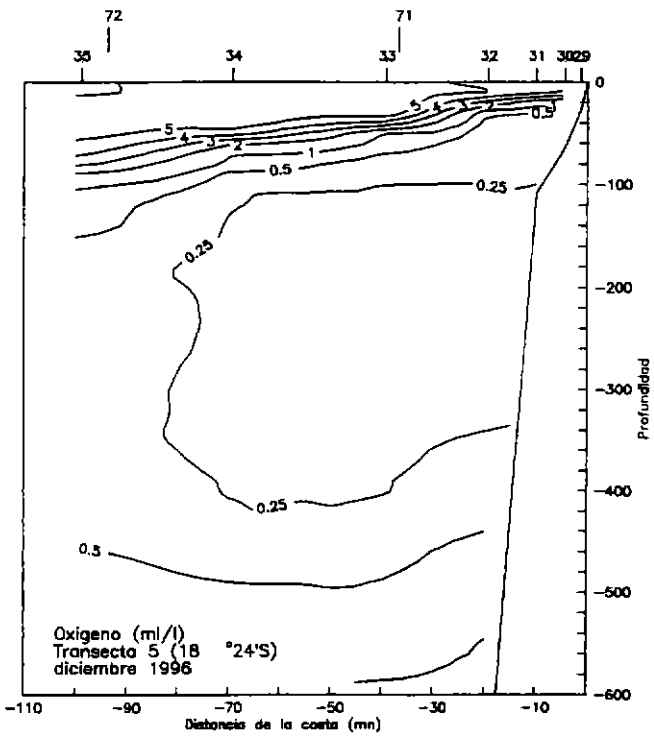 72 71
35 34 33 32 31 30 29
5 4 3 2 1 0.5
5 4 3 2 1
0.5
0.25 0.25
0.25
0.5
0
-100
-200
-300
-400
-500
-600
Profundidad
Oxigeno (ml/l)
Transecta 5 (18 °24'S)
diciembre 1996
-110 -90 -70 -50 -30 -10
Distancia de la costa (mn)